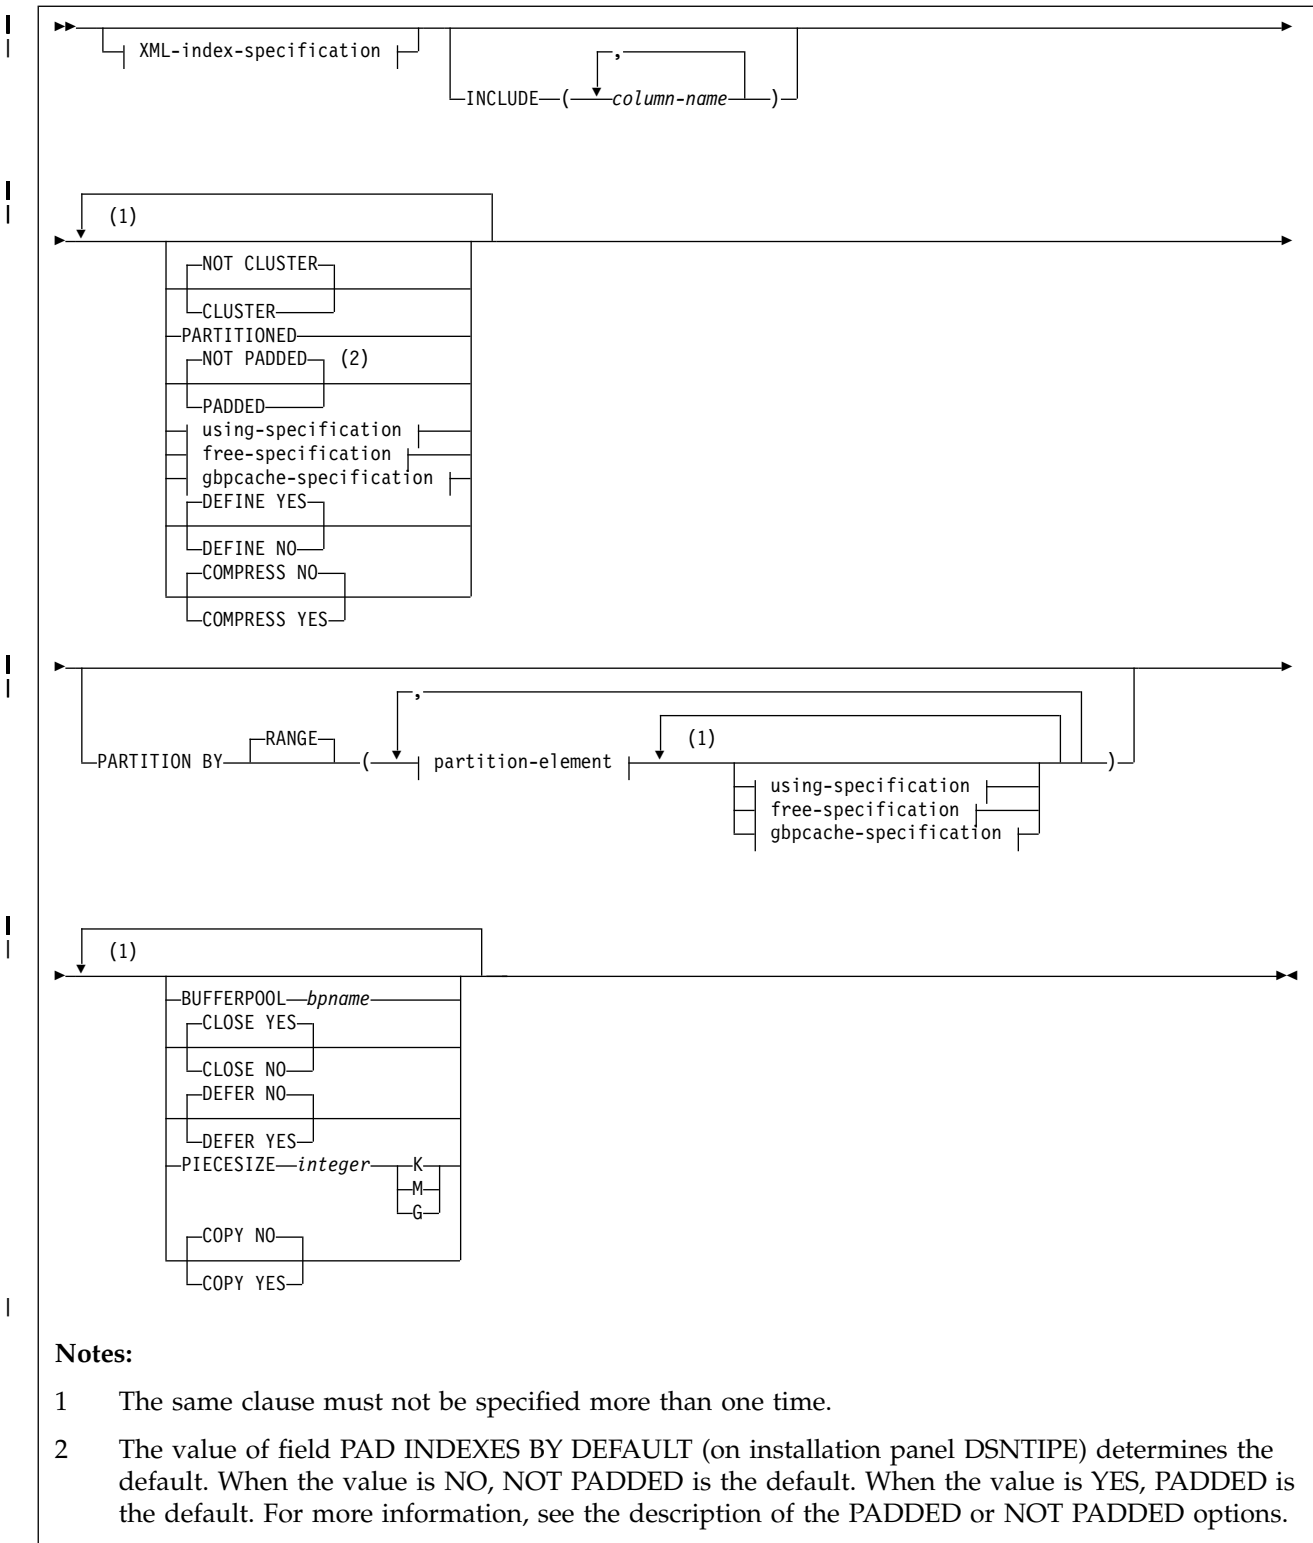 XML-index-specification
,
INCLUDE ( column-name )
(1)
NOT CLUSTER
CLUSTER
PARTITIONED
NOT PADDED (2)
PADDED
using-specification
free-specification
gbpcache-specification
DEFINE YES
DEFINE NO
COMPRESS NO
COMPRESS YES
,
RANGE (1)
PARTITION BY ( partition-element )
using-specification
free-specification
gbpcache-specification
(1)
BUFFERPOOL bpname
CLOSE YES
CLOSE NO
DEFER NO
DEFER YES
PIECESIZE integer K
M
G
COPY NO
COPY YES
Notes:
1 The same clause must not be specified more than one time.
2 The value of field PAD INDEXES BY DEFAULT (on installation panel DSNTIPE) determines the
default. When the value is NO, NOT PADDED is the default. When the value is YES, PADDED is
the default. For more information, see the description of the PADDED or NOT PADDED options.